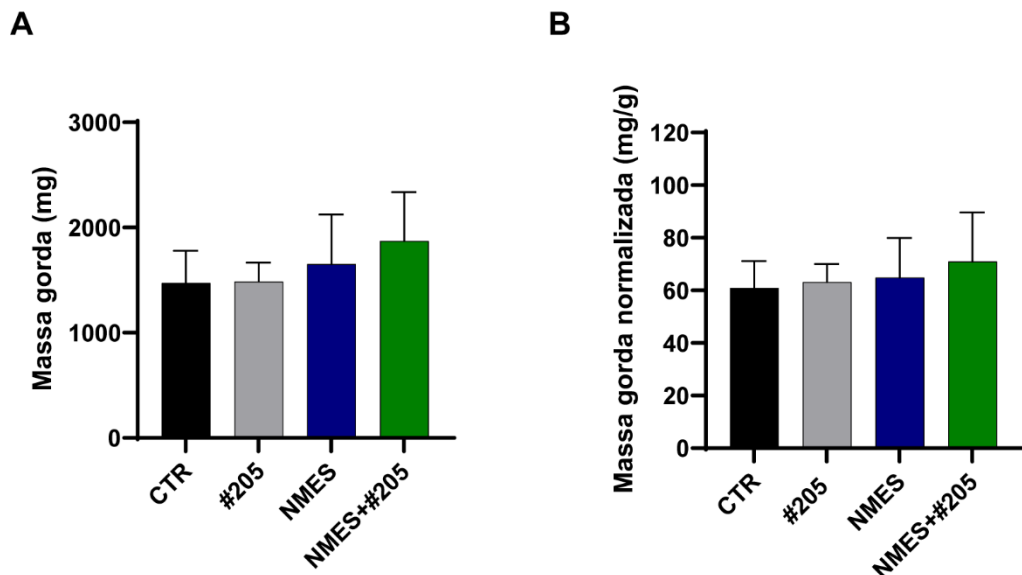 A
Massa gorda (mg)
3000
2000
1000
0
CTR
#205
NMES
NMES+#205
B
Massa gorda normalizada (mg/g)
120
100
80
60
40
20
0
CTR
#205
NMES
NMES+#205